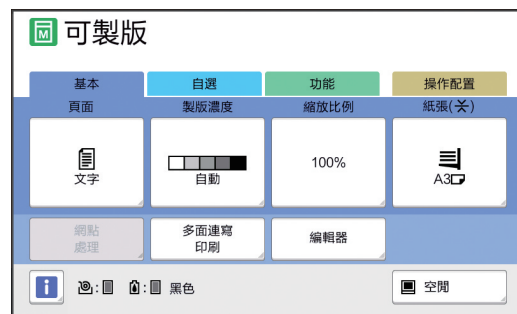 可製版
基本 自選 功能 操作配置
頁面 製版濃度 縮放比例 紙張(⚹)
文字 自動 100% A3
網點
處理
多面連寫
印刷
編輯器
i : : 黑色 空閒